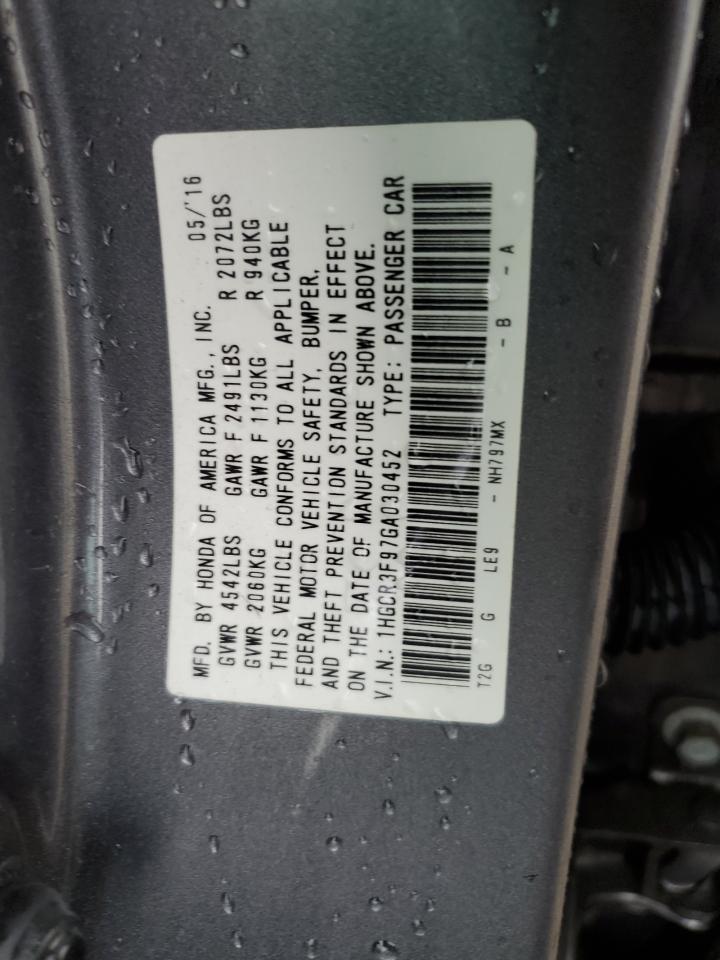 MFD. BY HONDA OF AMERICA MFG., INC. 05/'16
GVWR 4542LBS GAWR F 2491LBS R 2072LBS
GVWR 2060KG GAWR F 1130KG R 940KG
THIS VEHICLE CONFORMS TO ALL APPLICABLE
FEDERAL MOTOR VEHICLE SAFETY, BUMPER,
AND THEFT PREVENTION STANDARDS IN EFFECT
ON THE DATE OF MANUFACTURE SHOWN ABOVE.
V.I.N.: 1HGCR3F97GA030452 TYPE: PASSENGER CAR
T2G G LE9 - NH797MX - B - A